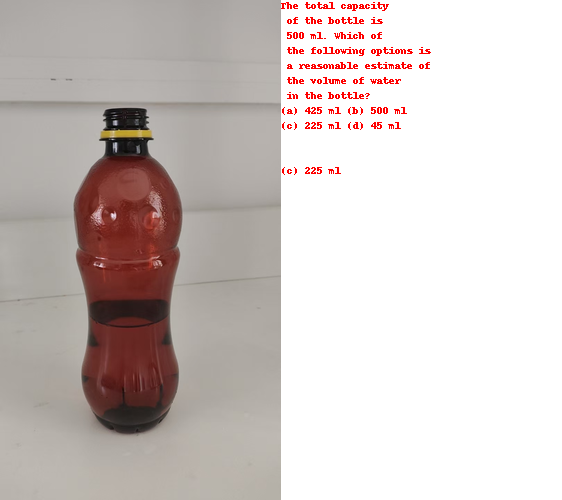 The total capacity
of the bottle is
500 ml. Which of
the following options is
a reasonable estimate of
the volume of water
in the bottle?
(a) 425 ml (b) 500 ml
(c) 225 ml (d) 45 ml
(c) 225 ml